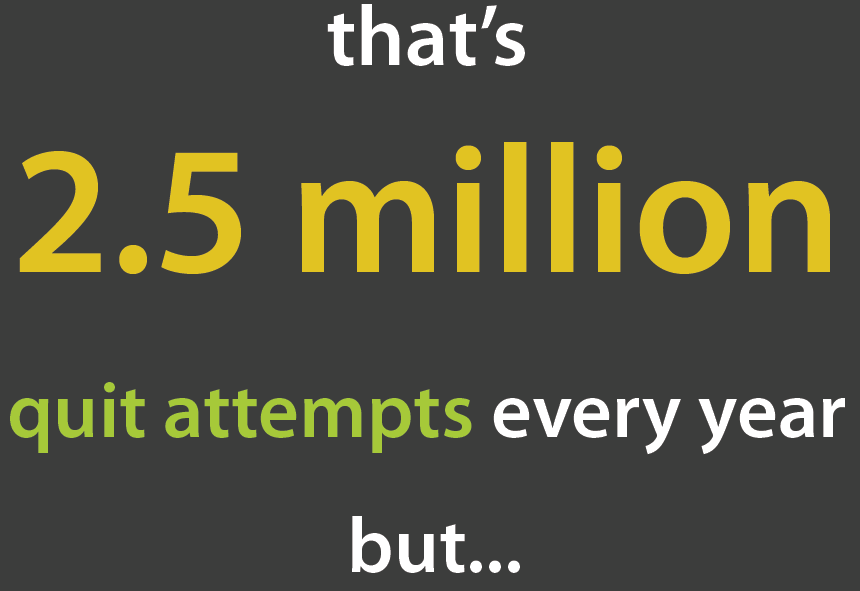 that’s
2.5 million
quit attempts every year
but...